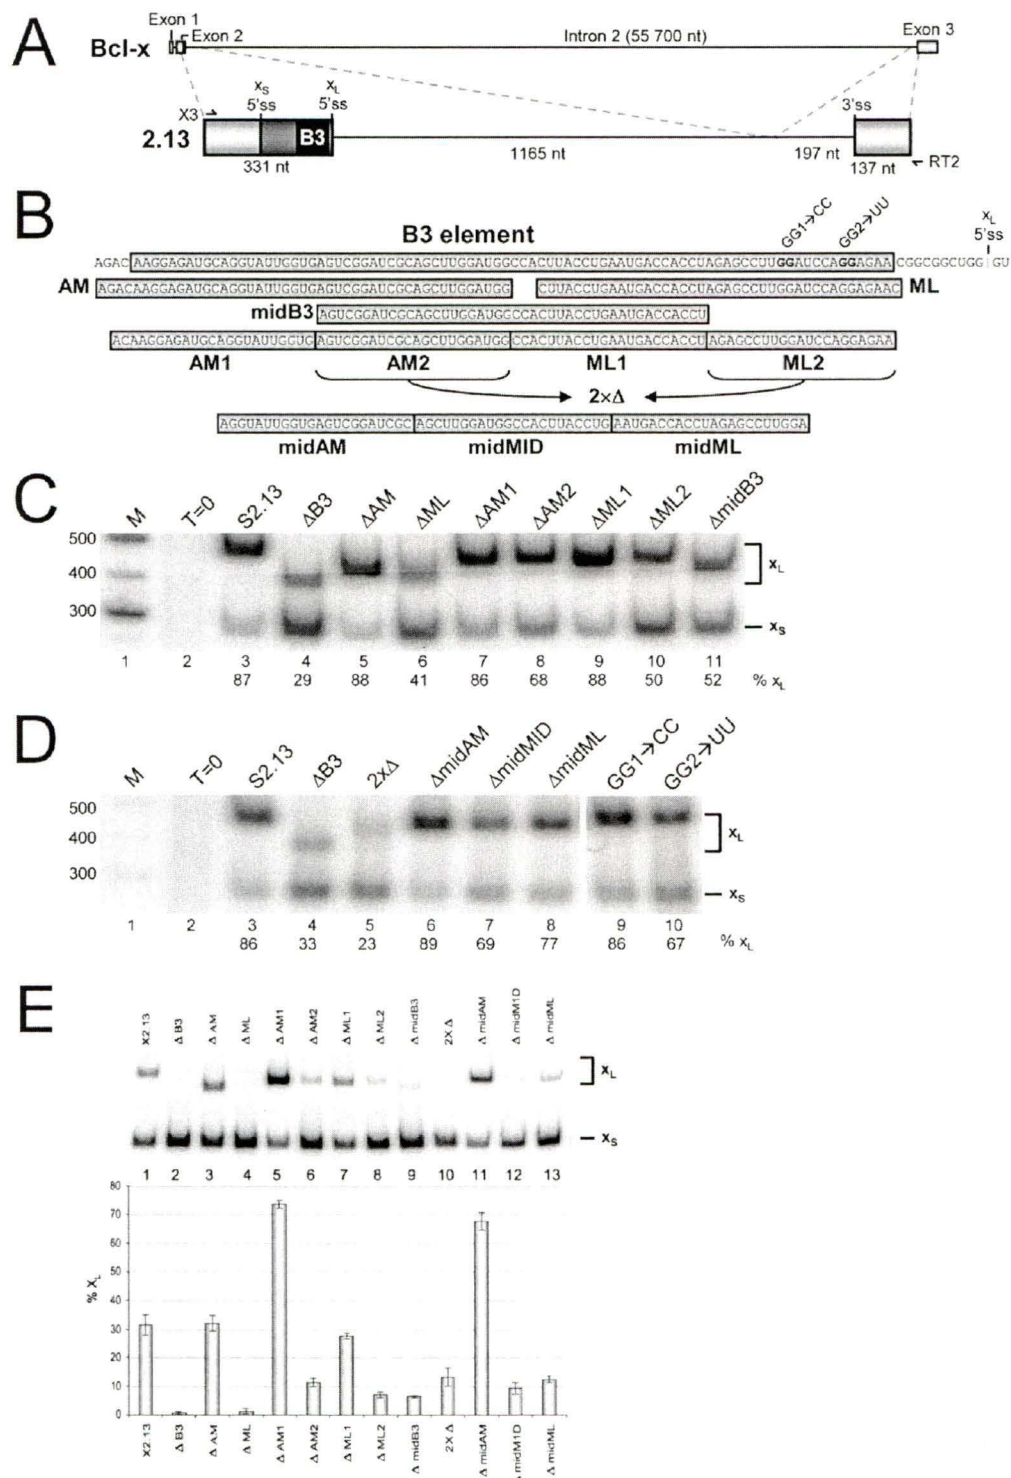 A
Exon 1
Exon 2
Bcl-x
Intron 2 (55 700 nt)
Exon 3
X3
xS 5'ss
xL 5'ss
3'ss
2.13
B3
331 nt
1165 nt
197 nt
137 nt
RT2
B
B3 element
GG1→CC
GG2→UU
xL 5'ss
AGACAAGGAGAUGCAGGUAUUGGUGAGUCGGAUCGCAGCUUGGAUGGCCACUUACCUGAAUGACCACCUAGAGCCUUGGAUCCAGGAGAACGGCGGCUGGGU
AM
AGACAAGGAGAUGCAGGUAUUGGUGAGUCGGAUCGCAGCUUGGAUGG
CUUACCUGAAUGACCACCUAGAGCCUUGGAUCCAGGAGAAC
ML
midB3
AGUCGGAUCGCAGCUUGGAUGGCCACUUACCUGAAUGACCACCU
ACAAGGAGAUGCAGGUAUUGGUG
AGUCGGAUCGCAGCUUGGAUGG
CCACUUACCUGAAUGACCACCU
AGAGCCUUGGAUCCAGGAGAA
AM1
AM2
ML1
ML2
2×Δ
AGGUAUUGGUGAGUCGGAUCGC
AGCUUGGAUGGCCACUUACCUG
AAUGACCACCUAGAGCCUUGGA
midAM
midMID
midML
C
M
T=0
S2.13
ΔB3
ΔAM
ΔML
ΔAM1
ΔAM2
ΔML1
ΔML2
ΔmidB3
500
400
300
xL
xS
1 2 3 4 5 6 7 8 9 10 11
87 29 88 41 86 68 88 50 52 % xL
D
M
T=0
S2.13
ΔB3
2xΔ
ΔmidAM
ΔmidMID
ΔmidML
GG1→CC
GG2→UU
500
400
300
xL
xS
1 2 3 4 5 6 7 8 9 10
86 33 23 89 69 77 86 67 % xL
E
X2.13
Δ B3
Δ AM
Δ ML
Δ AM1
Δ AM2
Δ ML1
Δ ML2
Δ midB3
2X Δ
Δ midAM
Δ midM1D
Δ midML
xL
xS
1 2 3 4 5 6 7 8 9 10 11 12 13
80
70
60
50
40
30
20
10
0
% xL
X2.13
Δ B3
Δ AM
Δ ML
Δ AM1
Δ AM2
Δ ML1
Δ ML2
Δ midB3
2X Δ
Δ midAM
Δ midM1D
Δ midML